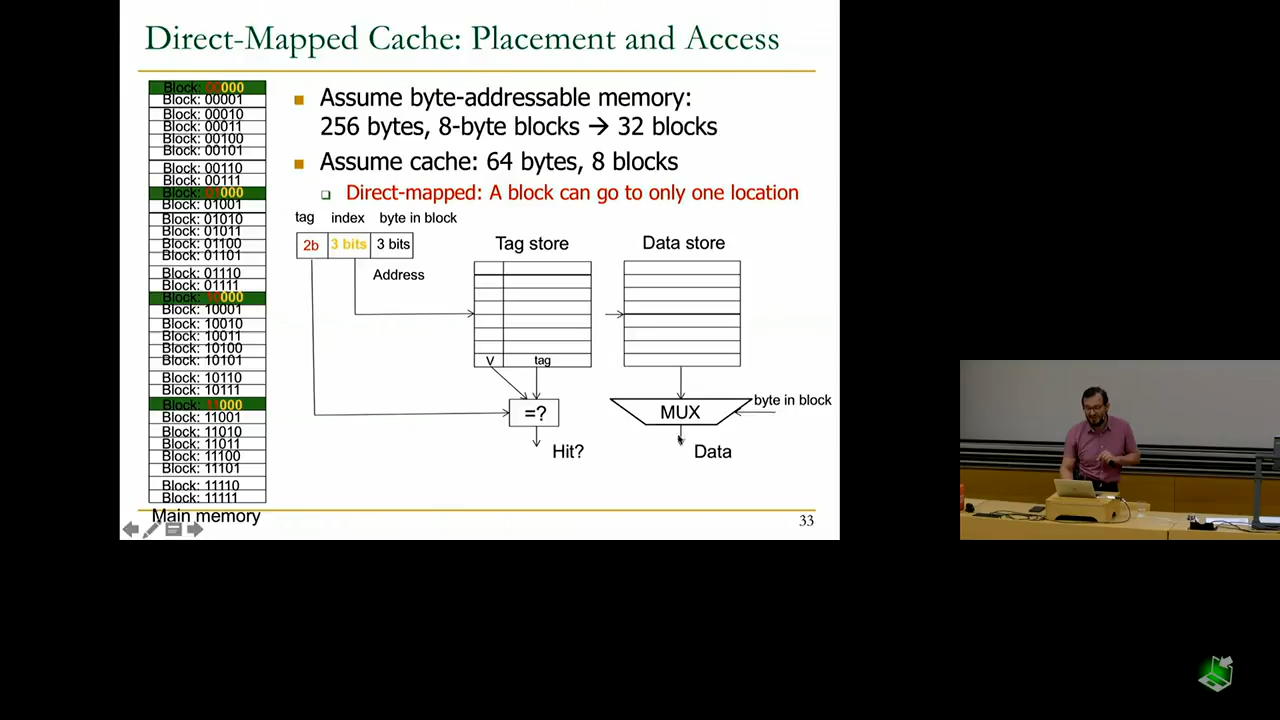 Direct-Mapped Cache: Placement and Access
Block: 00000
Block: 00001
Block: 00010
Block: 00011
Block: 00100
Block: 00101
Block: 00110
Block: 00111
Block: 01000
Block: 01001
Block: 01010
Block: 01011
Block: 01100
Block: 01101
Block: 01110
Block: 01111
Block: 10000
Block: 10001
Block: 10010
Block: 10011
Block: 10100
Block: 10101
Block: 10110
Block: 10111
Block: 11000
Block: 11001
Block: 11010
Block: 11011
Block: 11100
Block: 11101
Block: 11110
Block: 11111
Main memory
Assume byte-addressable memory:
256 bytes, 8-byte blocks → 32 blocks
Assume cache: 64 bytes, 8 blocks
Direct-mapped: A block can go to only one location
tag index byte in block
2b 3 bits 3 bits
Address
Tag store
Data store
V tag
=?
Hit?
MUX
byte in block
Data
33